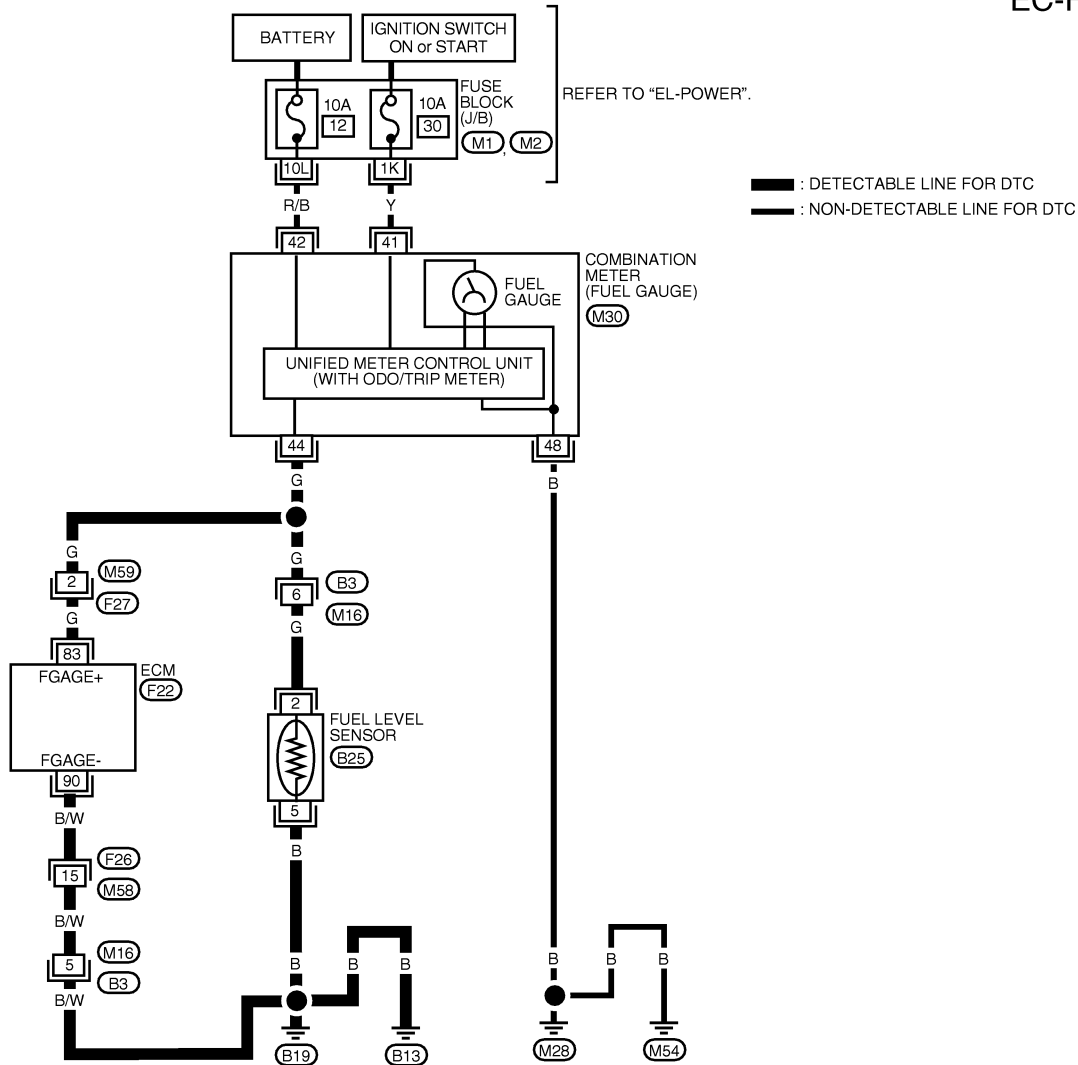 EC-F
BATTERY
IGNITION SWITCH
ON or START
FUSE
BLOCK
(J/B)
10A
12
10A
30
M1 , M2
REFER TO “EL-POWER”.
10L
1K
R/B
Y
: DETECTABLE LINE FOR DTC
: NON-DETECTABLE LINE FOR DTC
42
41
COMBINATION
METER
(FUEL GAUGE)
M30
FUEL
GAUGE
UNIFIED METER CONTROL UNIT
(WITH ODO/TRIP METER)
44
48
G
B
G
G
2
M59
F27
G
6
B3
M16
G
83
FGAGE+
ECM
F22
FGAGE-
90
2
FUEL LEVEL
SENSOR
B25
5
B/W
B
15
F26
M58
B/W
5
M16
B3
B/W
B
B
B
B
B
B
B19
B13
M28
M54